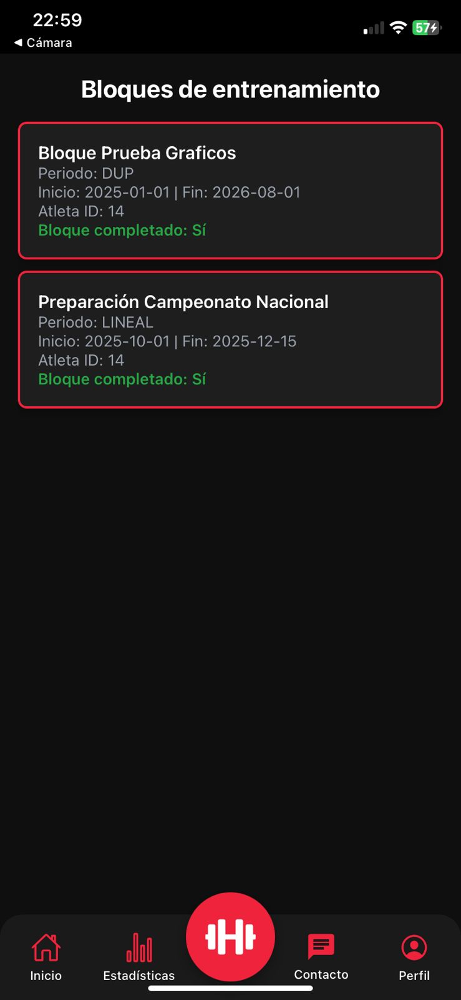 22:59
57
◀ Cámara
Bloques de entrenamiento
Bloque Prueba Graficos
Periodo: DUP
Inicio: 2025-01-01 | Fin: 2026-08-01
Atleta ID: 14
Bloque completado: Sí
Preparación Campeonato Nacional
Periodo: LINEAL
Inicio: 2025-10-01 | Fin: 2025-12-15
Atleta ID: 14
Bloque completado: Sí
Inicio
Estadísticas
Contacto
Perfil